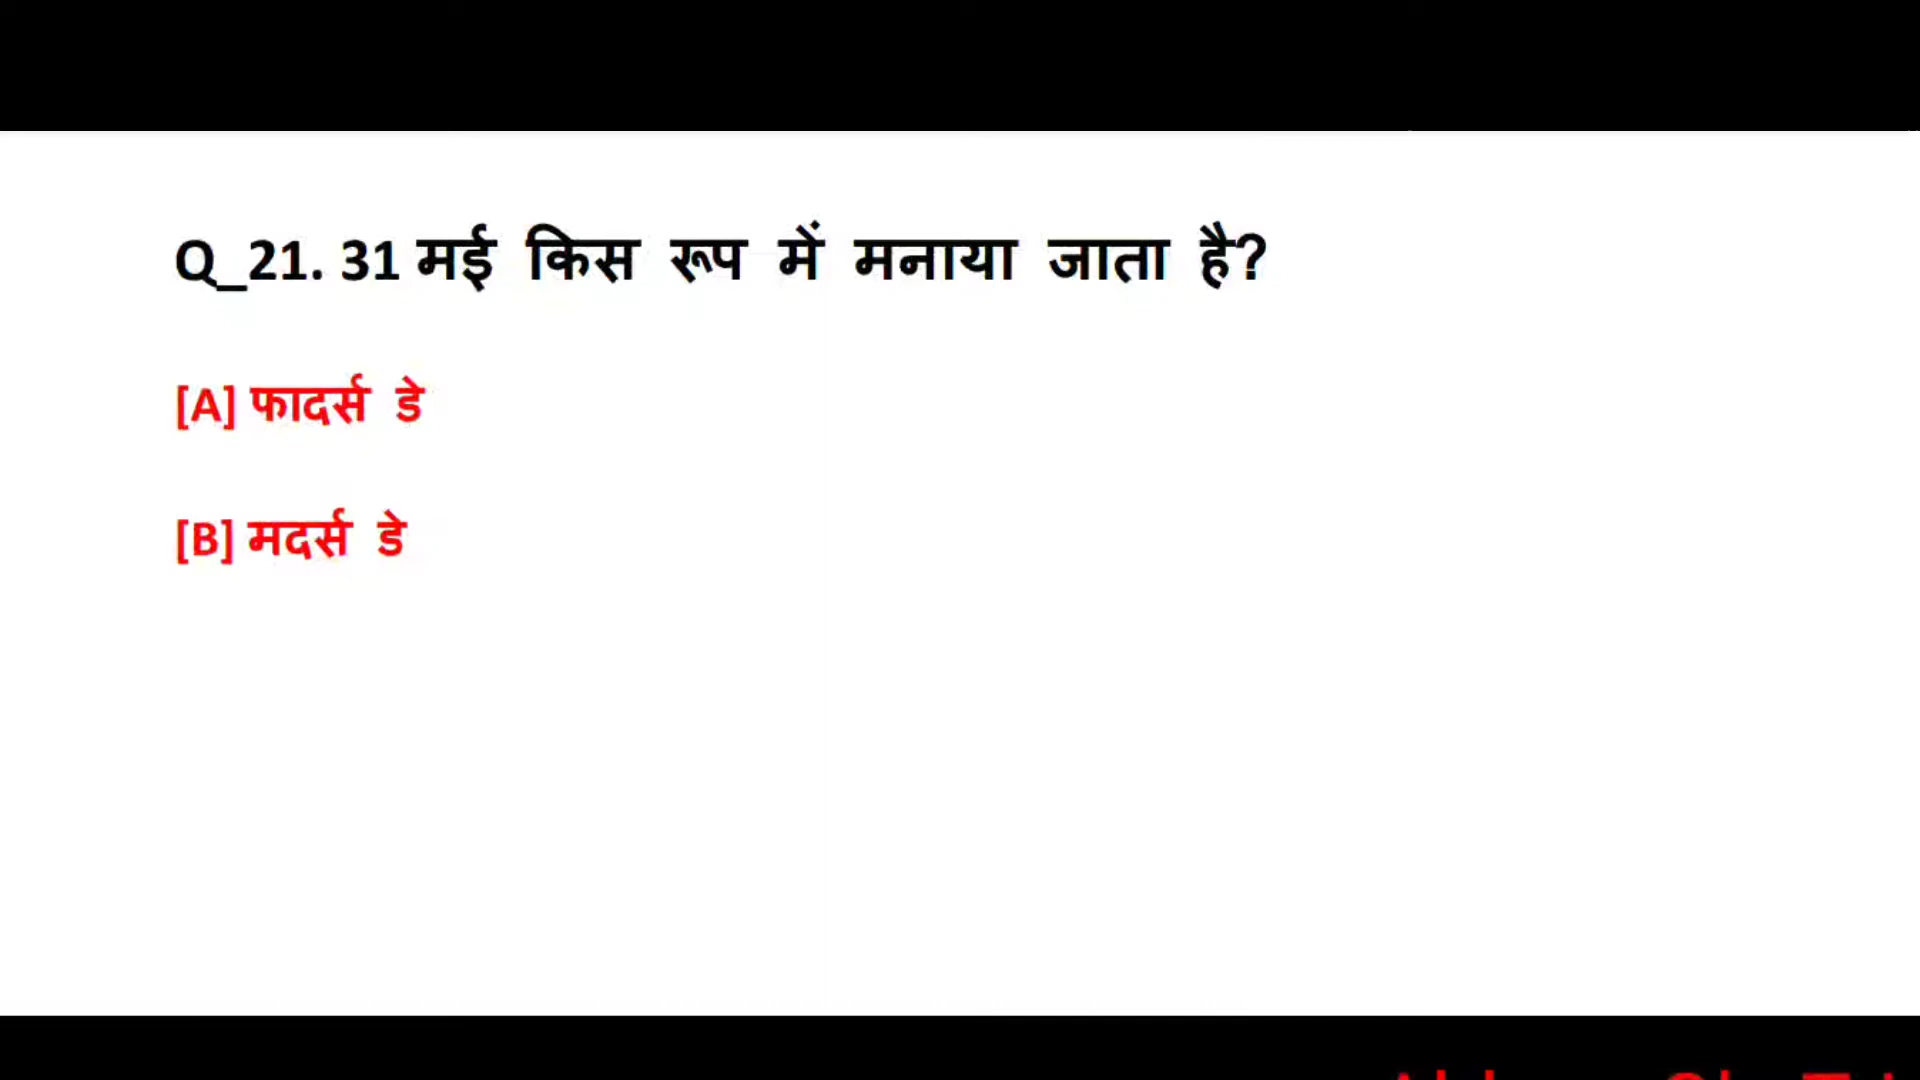 Q_21. 31 मई किस रूप में मनाया जाता है?
[A] फादर्स डे
[B] मदर्स डे